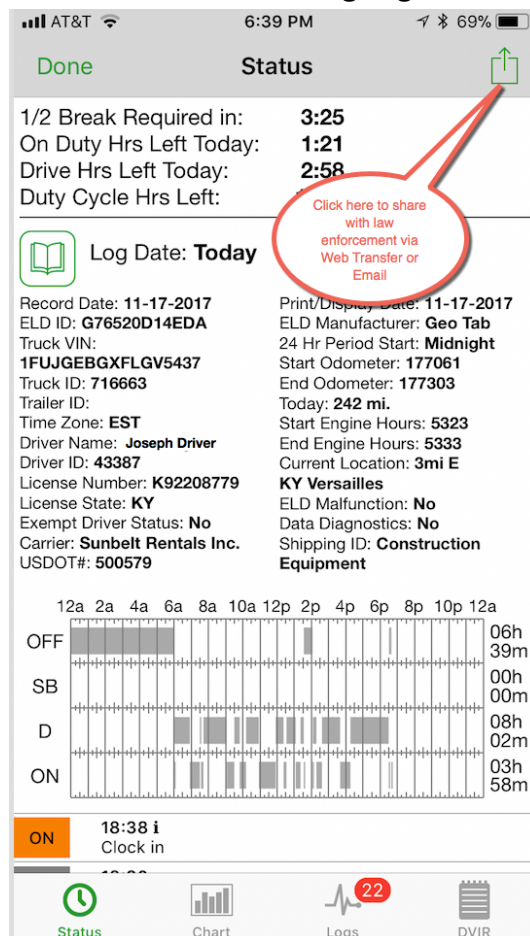 AT&T 6:39 PM 69%
Done Status
1/2 Break Required in: 3:25
On Duty Hrs Left Today: 1:21
Drive Hrs Left Today: 2:58
Duty Cycle Hrs Left:
Click here to share
with law
enforcement via
Web Transfer or
Email
Log Date: Today
Record Date: 11-17-2017
ELD ID: G76520D14EDA
Truck VIN:
1FUJGEBGXFLGV5437
Truck ID: 716663
Trailer ID:
Time Zone: EST
Driver Name: Joseph Driver
Driver ID: 43387
License Number: K92208779
License State: KY
Exempt Driver Status: No
Carrier: Sunbelt Rentals Inc.
USDOT#: 500579
Print/Display Date: 11-17-2017
ELD Manufacturer: Geo Tab
24 Hr Period Start: Midnight
Start Odometer: 177061
End Odometer: 177303
Today: 242 mi.
Start Engine Hours: 5323
End Engine Hours: 5333
Current Location: 3mi E
KY Versailles
ELD Malfunction: No
Data Diagnostics: No
Shipping ID: Construction
Equipment
12a 2a 4a 6a 8a 10a 12p 2p 4p 6p 8p 10p 12a
OFF 06h
39m
SB 00h
00m
D 08h
02m
ON 03h
58m
ON 18:38 i
Clock in
22
Status Chart Logs DVIR